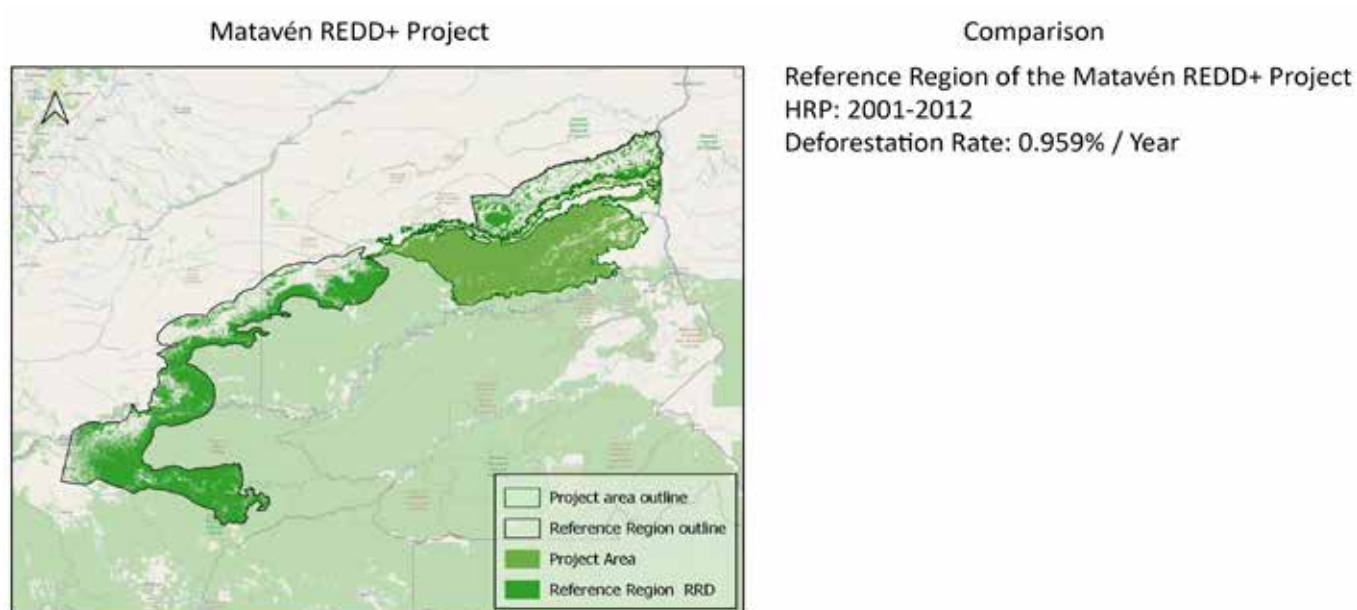 Matavén REDD+ Project
Comparison
Reference Region of the Matavén REDD+ Project
HRP: 2001-2012
Deforestation Rate: 0.959% / Year
Project area outline
Reference Region outline
Project Area
Reference Region RRD